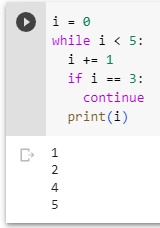 i = 0
while i < 5:
  i += 1
  if i == 3:
    continue
  print(i)
1
2
4
5